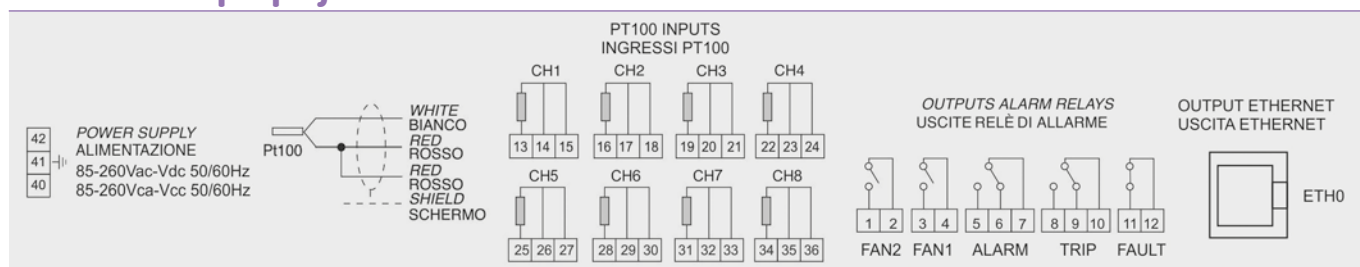 PT100 INPUTS
INGRESSI PT100
CH1 CH2 CH3 CH4
13 14 15 16 17 18 19 20 21 22 23 24
CH5 CH6 CH7 CH8
25 26 27 28 29 30 31 32 33 34 35 36
42
41
40
POWER SUPPLY
ALIMENTAZIONE
85-260Vac-Vdc 50/60Hz
85-260Vca-Vcc 50/60Hz
Pt100
WHITE
BIANCO
RED
ROSSO
RED
ROSSO
SHIELD
SCHERMO
OUTPUTS ALARM RELAYS
USCITE RELÈ DI ALLARME
1 2 3 4 5 6 7 8 9 10 11 12
FAN2 FAN1 ALARM TRIP FAULT
OUTPUT ETHERNET
USCITA ETHERNET
ETH0